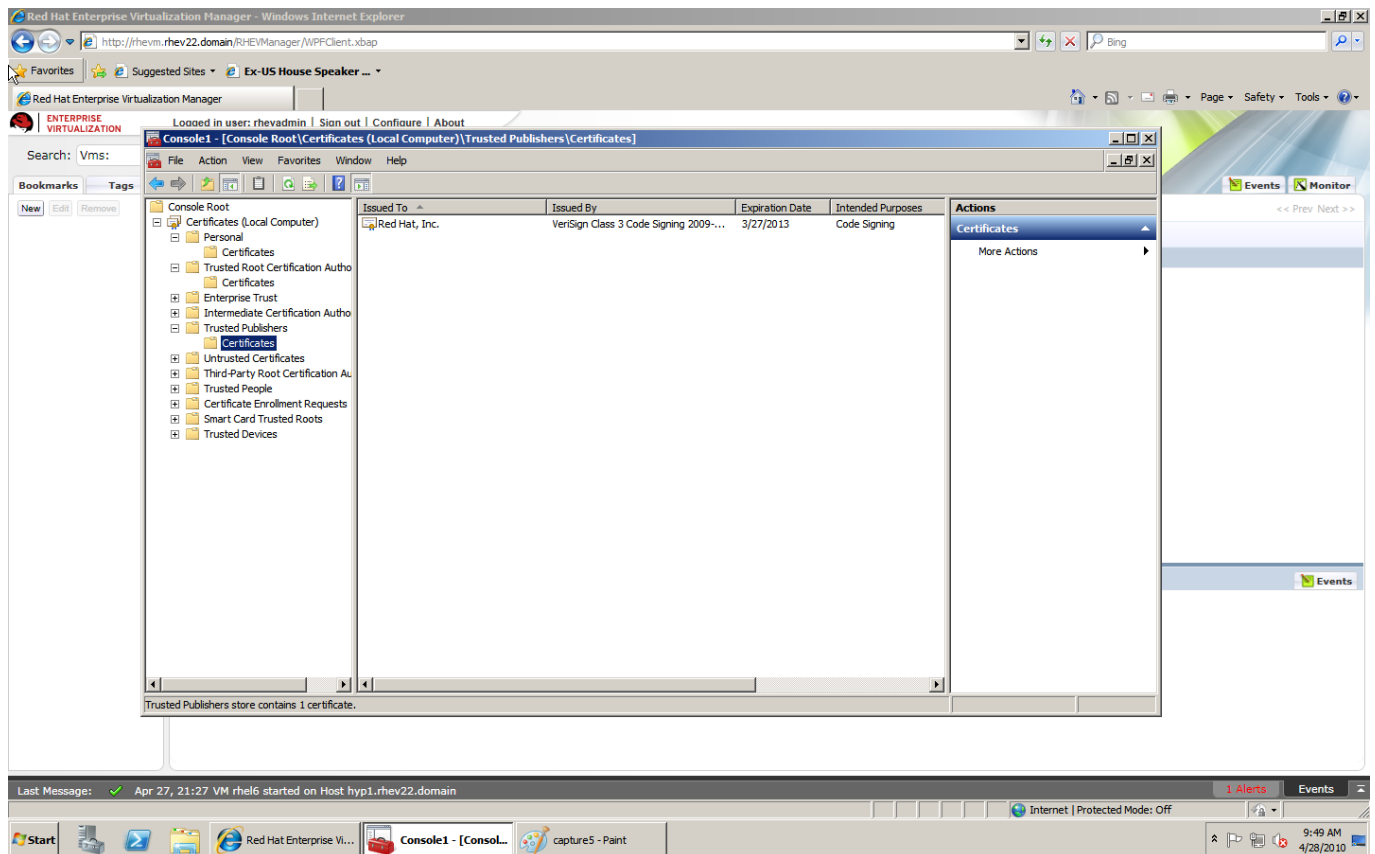 Red Hat Enterprise Virtualization Manager - Windows Internet Explorer
http://rhevm.rhev22.domain/RHEVManager/WPFClient.xbap
Bing
Favorites Suggested Sites Ex-US House Speaker ...
Red Hat Enterprise Virtualization Manager
Page Safety Tools
ENTERPRISE
VIRTUALIZATION
Logged in user: rhevadmin | Sign out | Configure | About
Search: Vms:
Bookmarks Tags
Events Monitor
New Edit Remove
<< Prev Next >>
Console1 - [Console Root\Certificates (Local Computer)\Trusted Publishers\Certificates]
File Action View Favorites Window Help
Console Root
Certificates (Local Computer)
Personal
Certificates
Trusted Root Certification Autho
Certificates
Enterprise Trust
Intermediate Certification Autho
Trusted Publishers
Certificates
Untrusted Certificates
Third-Party Root Certification Au
Trusted People
Certificate Enrollment Requests
Smart Card Trusted Roots
Trusted Devices
Issued To Issued By Expiration Date Intended Purposes
Red Hat, Inc. VeriSign Class 3 Code Signing 2009-... 3/27/2013 Code Signing
Actions
Certificates
More Actions
Trusted Publishers store contains 1 certificate.
Events
Last Message: Apr 27, 21:27 VM rhel6 started on Host hyp1.rhev22.domain
1 Alerts Events
Internet | Protected Mode: Off
Start
Red Hat Enterprise Vi...
Console1 - [Consol...
capture5 - Paint
9:49 AM
4/28/2010